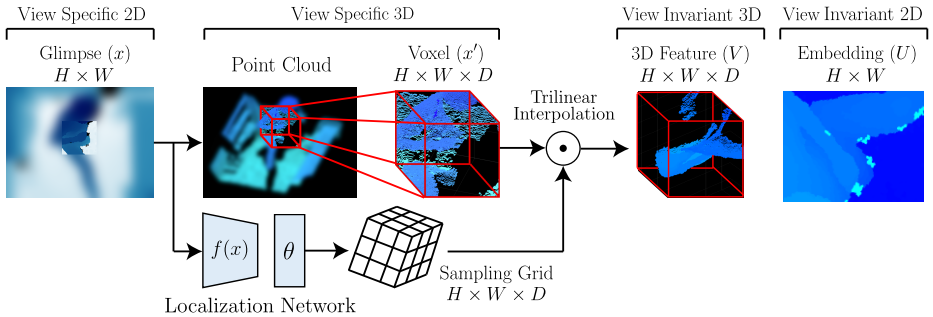 View Specific 2D
View Specific 3D
View Invariant 3D
View Invariant 2D
Glimpse (x)
H × W
Point Cloud
Voxel (x′)
H × W × D
3D Feature (V)
H × W × D
Embedding (U)
H × W
Trilinear
Interpolation
f(x)
θ
Sampling Grid
H × W × D
Localization Network